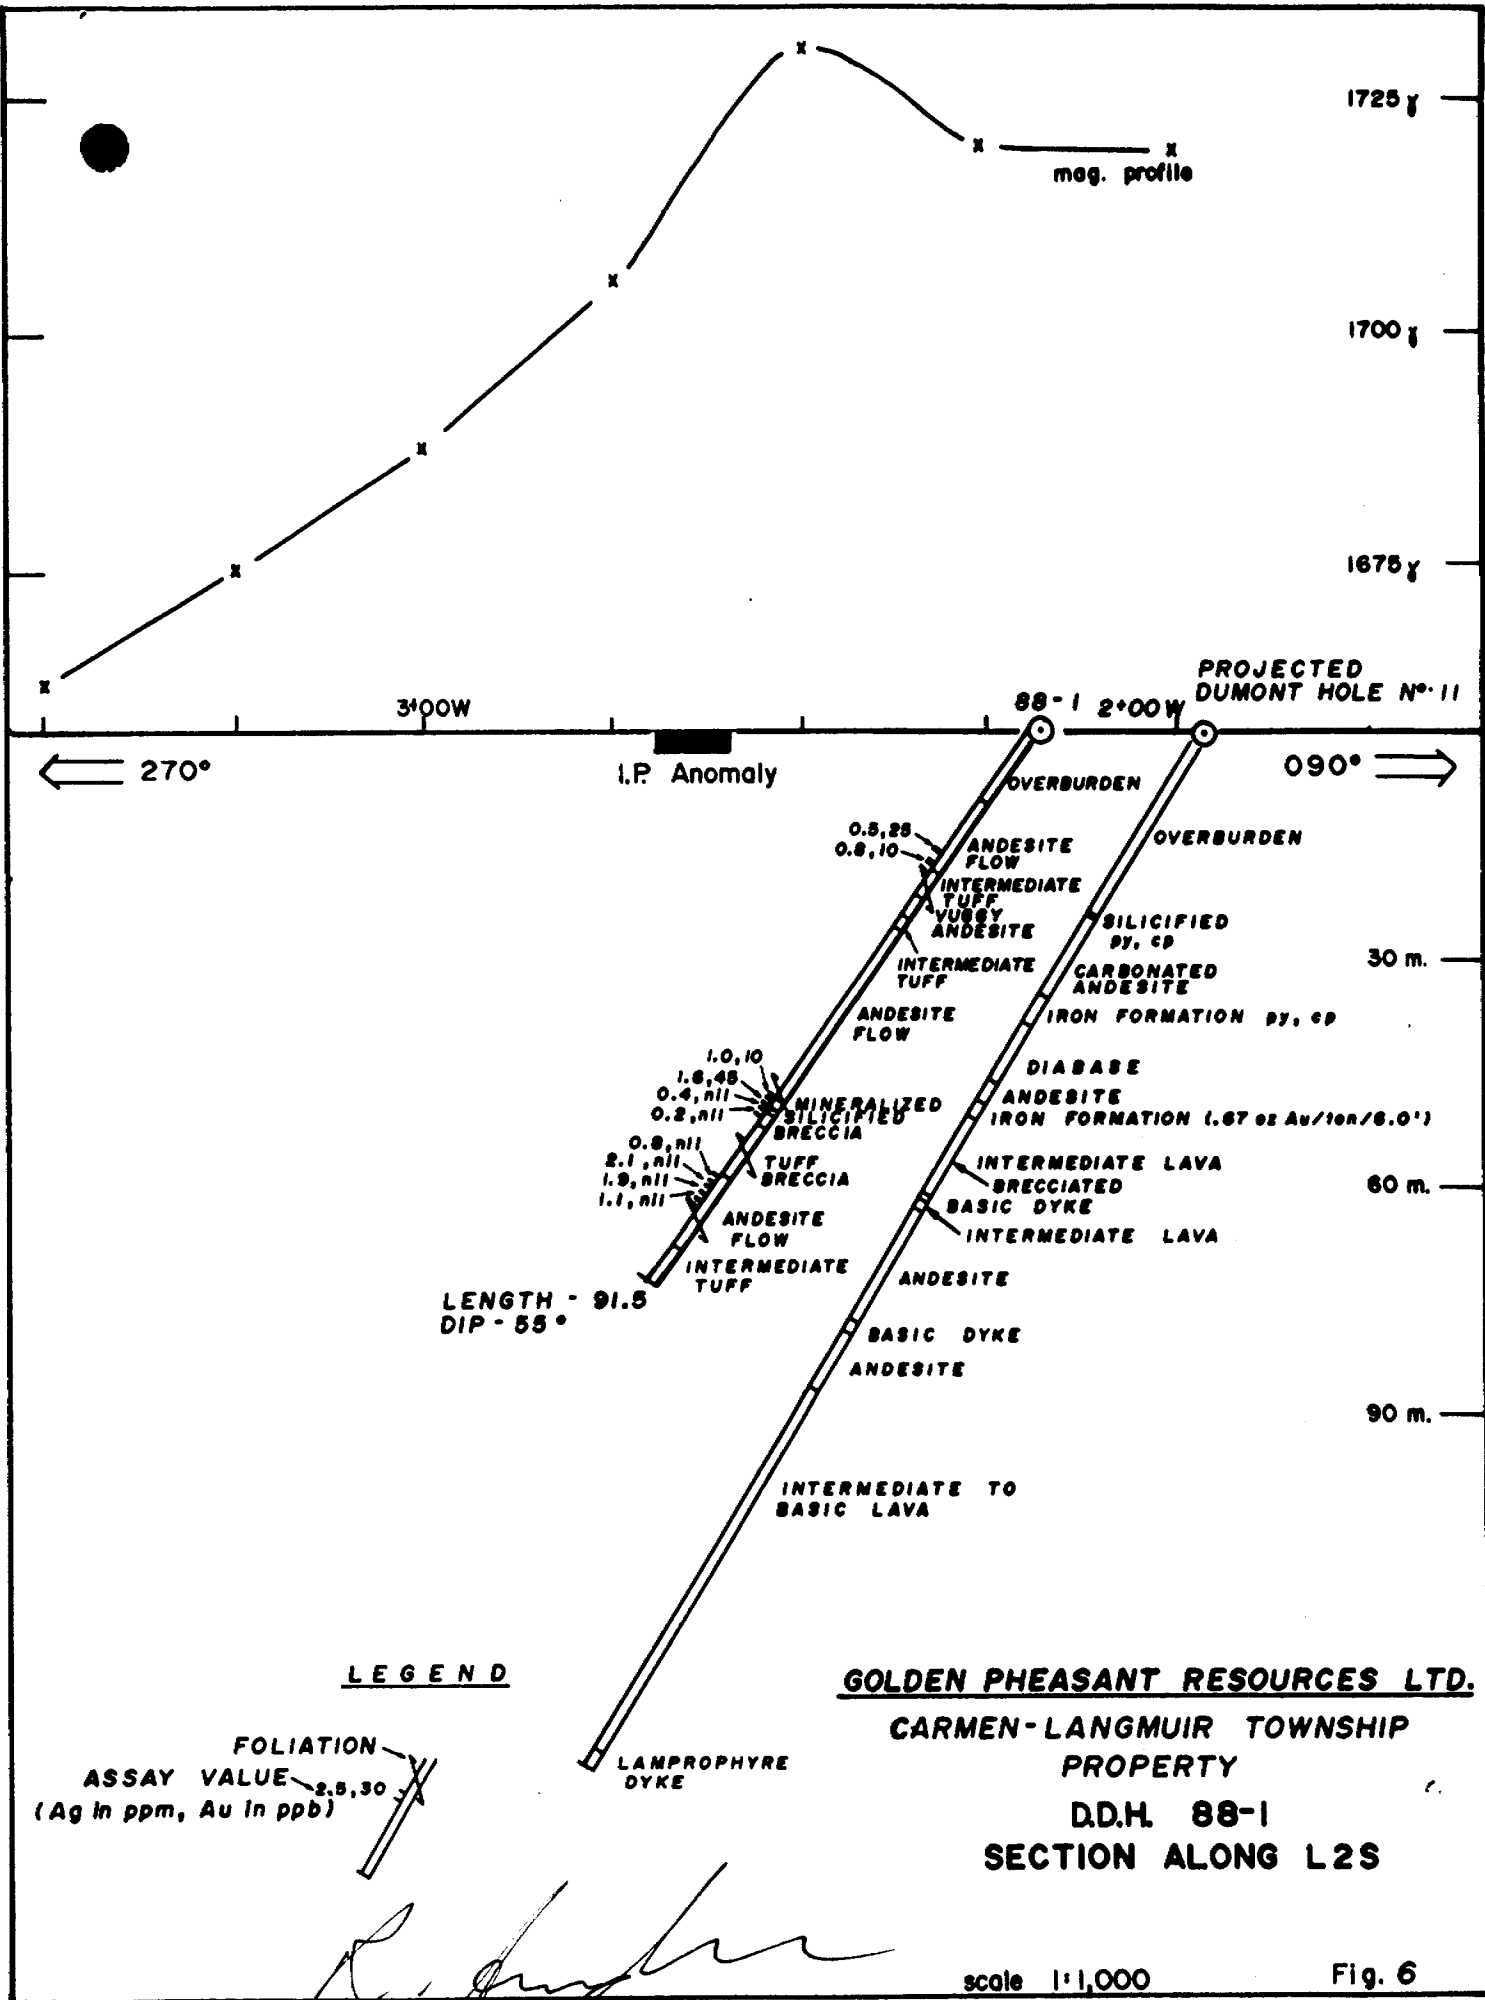 1725γ
mag. profile
1700γ
1675γ
PROJECTED
DUMONT HOLE Nº. 11
3+00W
88-1
2+00W
270°
I.P. Anomaly
090°
OVERBURDEN
OVERBURDEN
0.5,25
0.8,10
ANDESITE
FLOW
INTERMEDIATE
TUFF
VUGGY
ANDESITE
SILICIFIED
py, cp
30 m.
INTERMEDIATE
TUFF
CARBONATED
ANDESITE
ANDESITE
FLOW
IRON FORMATION py, cp
1.0,10
1.6,45
0.4,nil
0.2,nil
DIABASE
ANDESITE
MINERALIZED
SILICIFIED
BRECCIA
IRON FORMATION (.67 oz Au/ton/6.0')
0.8,nil
2.1,nil
1.9,nil
1.1,nil
TUFF
BRECCIA
INTERMEDIATE LAVA
BRECCIATED
60 m.
BASIC DYKE
ANDESITE
FLOW
INTERMEDIATE LAVA
INTERMEDIATE
TUFF
ANDESITE
LENGTH - 91.5
DIP - 55°
BASIC DYKE
ANDESITE
90 m.
INTERMEDIATE TO
BASIC LAVA
LAMPROPHYRE
DYKE
LEGEND
FOLIATION
ASSAY VALUE 2.5,30
(Ag in ppm, Au in ppb)
GOLDEN PHEASANT RESOURCES LTD.
CARMEN-LANGMUIR TOWNSHIP
PROPERTY
D.D.H. 88-1
SECTION ALONG L2S
scale 1:1,000
Fig. 6